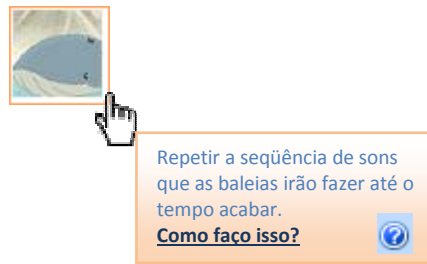 Repetir a seqüência de sons
que as baleias irão fazer até o
tempo acabar.
Como faço isso?